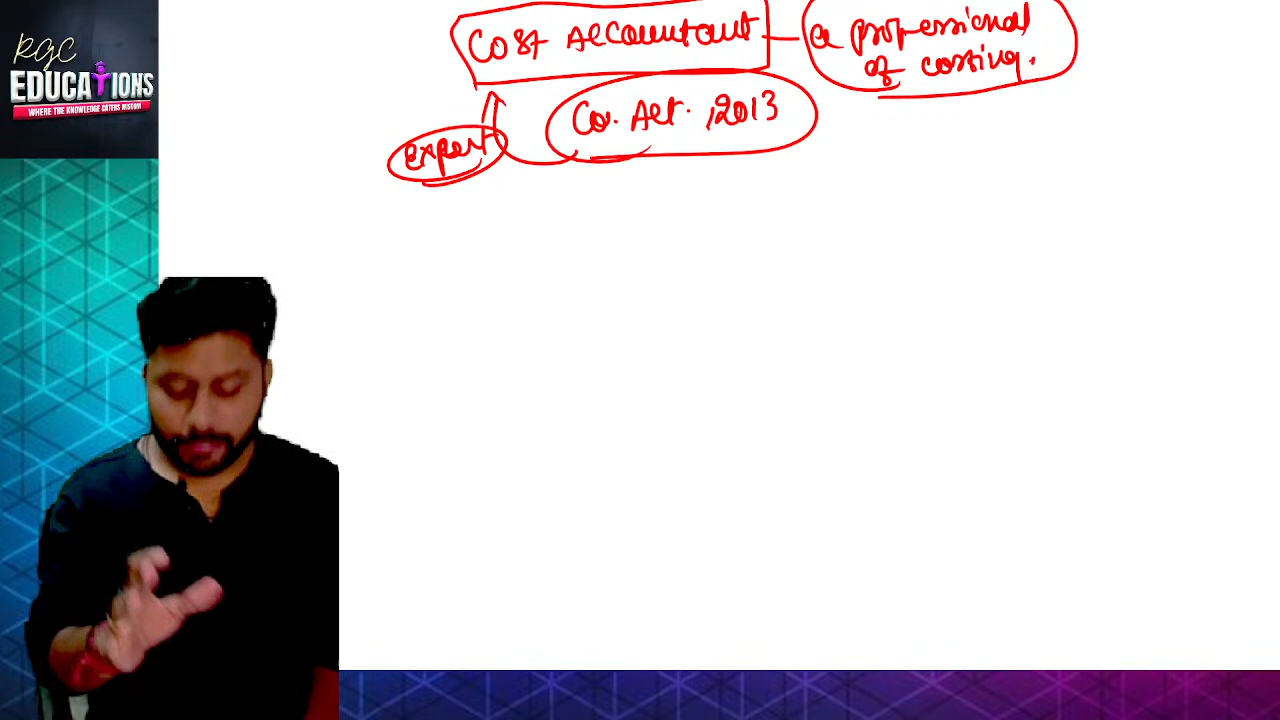 RGC
EDUCATIONS
WHERE THE KNOWLEDGE CATERS WISDOM
Cost Accountant — a professional
of costing.
Co. Act. ,2013
expert